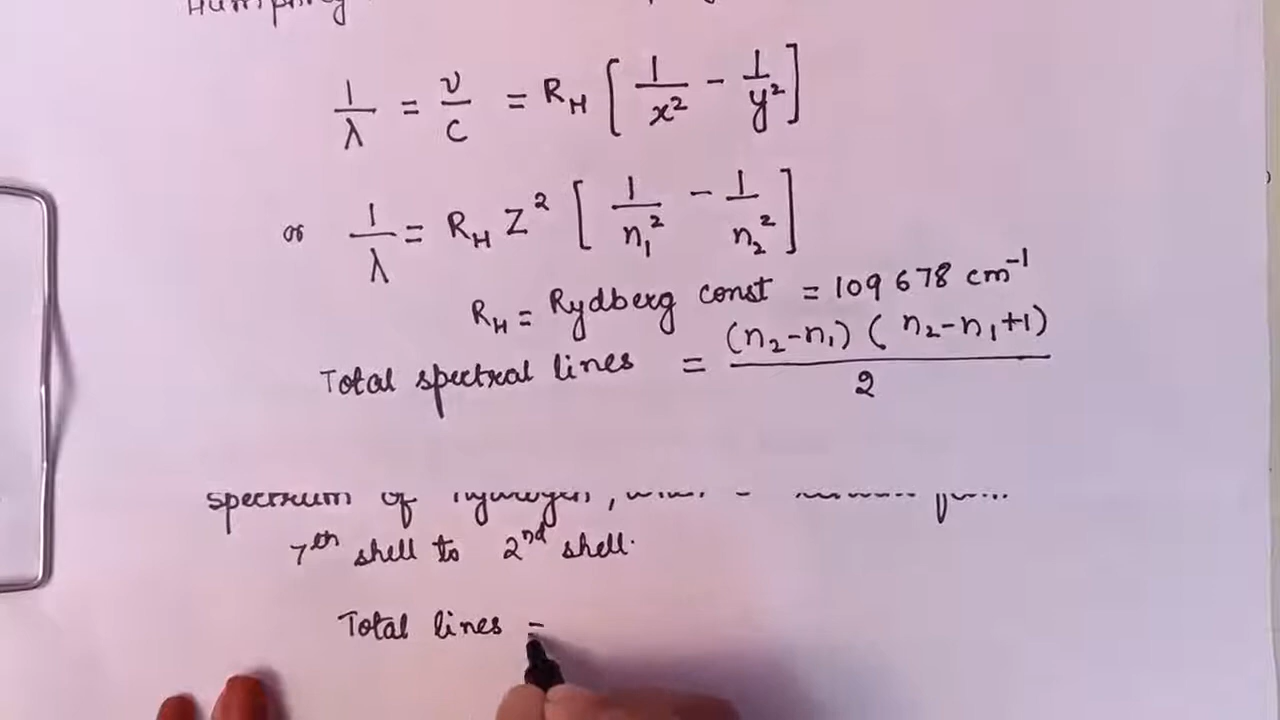 Humphrey
1/λ = ν/c = R_H [ 1/x² - 1/y² ]
or 1/λ = R_H Z² [ 1/n₁² - 1/n₂² ]
R_H = Rydberg const = 109 678 cm⁻¹
Total spectral lines = (n₂-n₁) ( n₂-n₁+1) / 2
spectrum of hydrogen,
7th shell to 2nd shell.
Total lines =